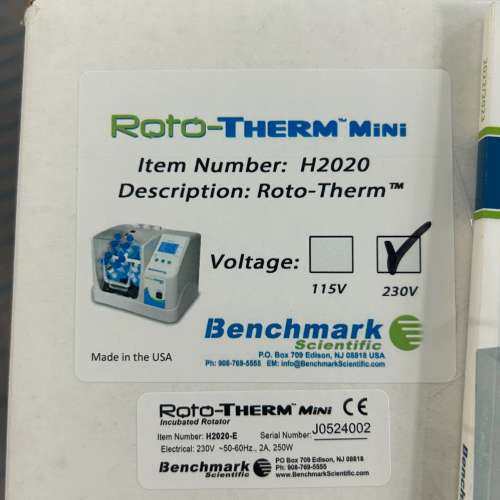 Roto-Therm™ Mini
Item Number: H2020
Description: Roto-Therm™
Voltage:
115V
230V
Benchmark
Scientific
P.O. Box 709 Edison, NJ 08818 USA
Ph: 908-769-5555 EM: info@BenchmarkScientific.com
Made in the USA
Roto-Therm Mini CE
Incubated Rotator
Item Number: H2020-E Serial Number: J0524002
Electrical: 230V ~50-60Hz., 2A, 250W
Benchmark
Scientific
PO Box 709, Edison, NJ 08818
Ph: 908-769-5555
BenchmarkScientific.com